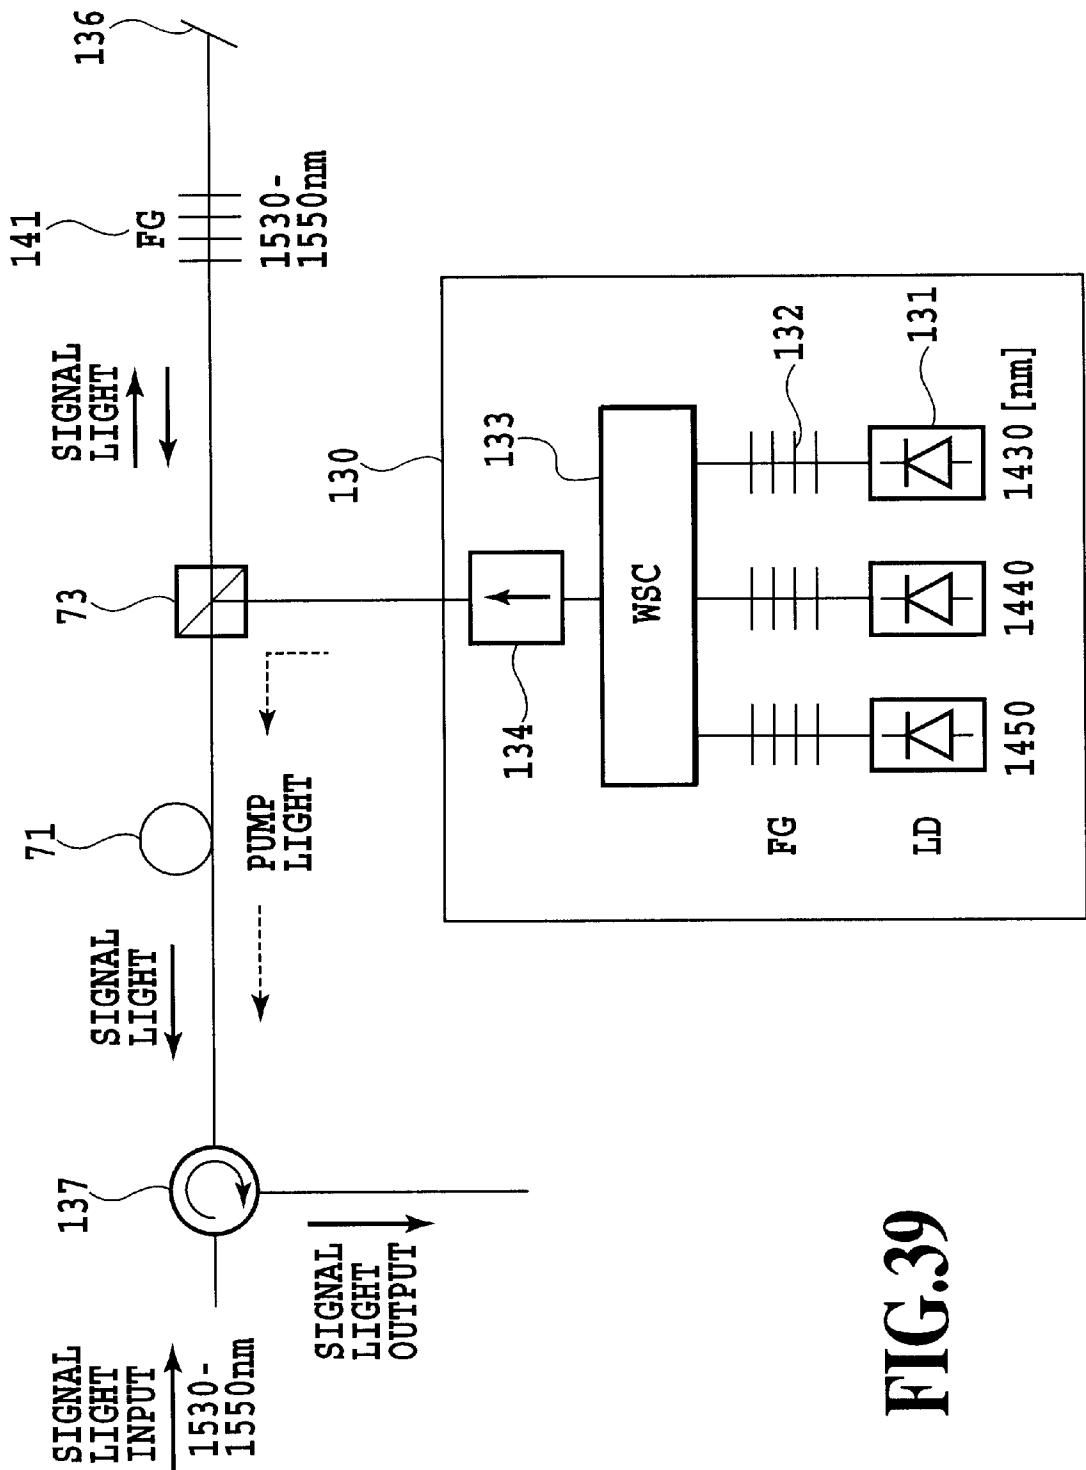 SIGNAL
LIGHT
INPUT
1530-
1550nm
137
SIGNAL
LIGHT
OUTPUT
SIGNAL
LIGHT
71
PUMP
LIGHT
73
SIGNAL
LIGHT
141
FG
1530-
1550nm
136
130
134
133
WSC
132
FG
131
LD
1450
1440
1430 [nm]
FIG.39